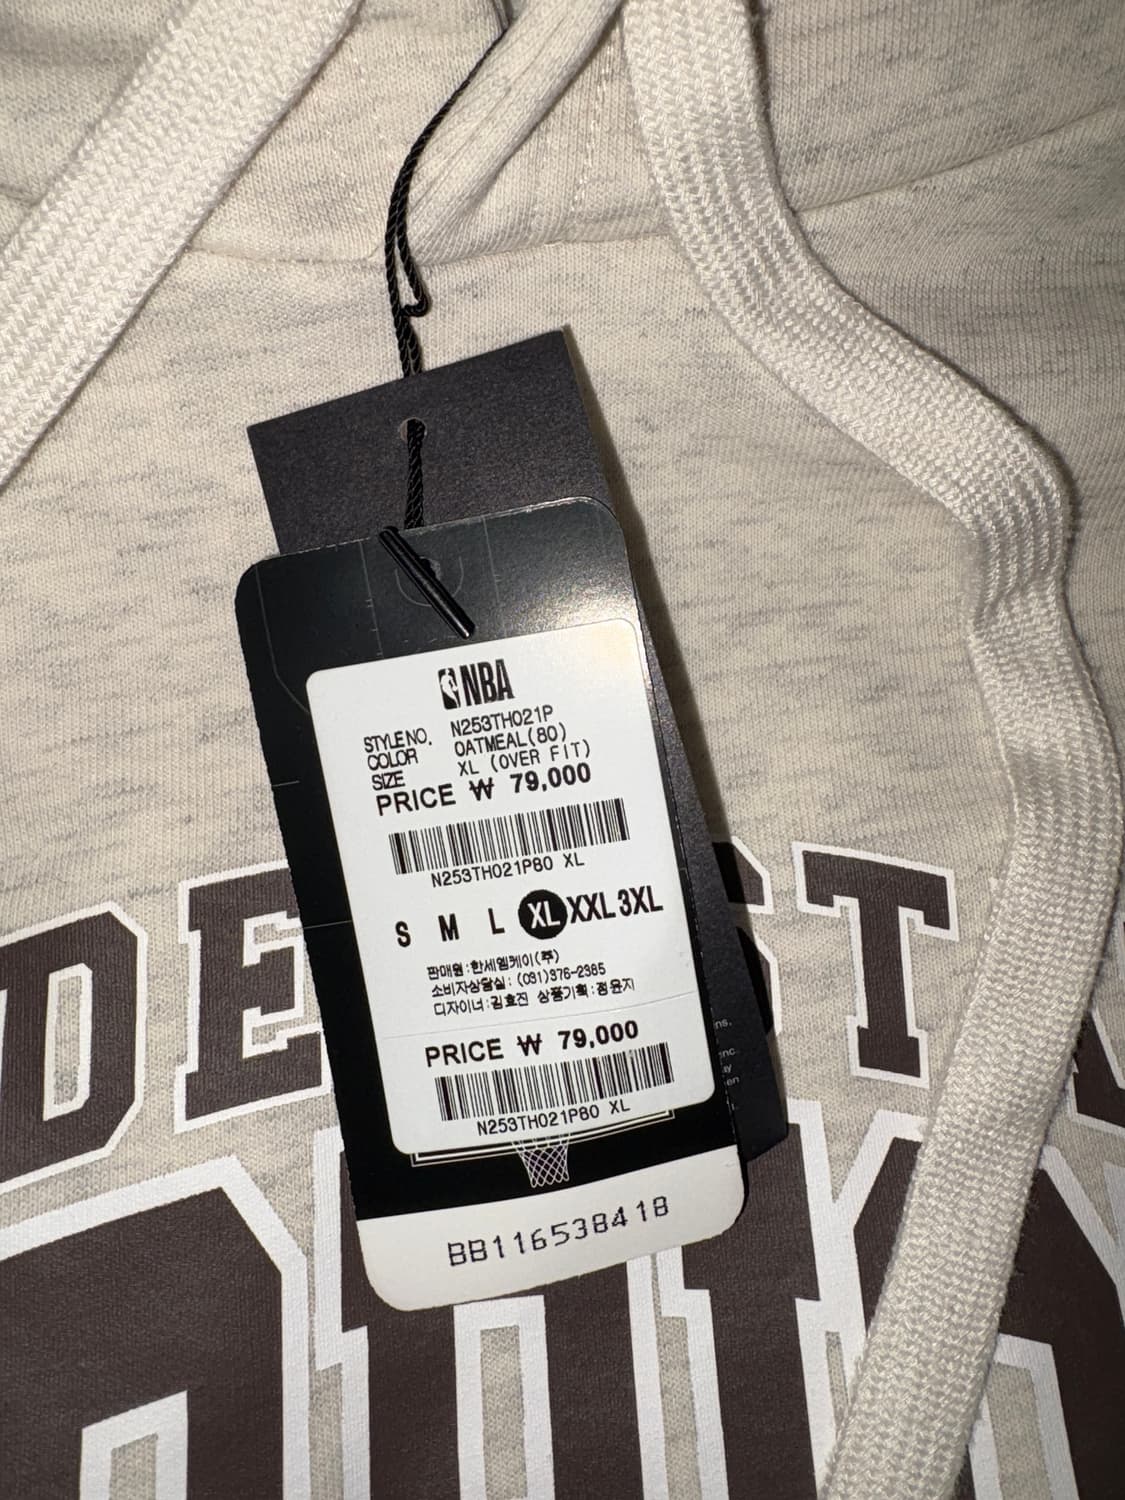 NBA
STYLE NO. N253TH021P
COLOR OATMEAL(80)
SIZE XL (OVER FIT)
PRICE ₩ 79,000
N253TH021P80 XL
S M L XL XXL 3XL
판매원:한세엠케이(주)
소비자상담실:(031)376-2385
디자이너:김효진 상품기획:정윤지
PRICE ₩ 79,000
N253TH021P80 XL
BB116538418
DE ST